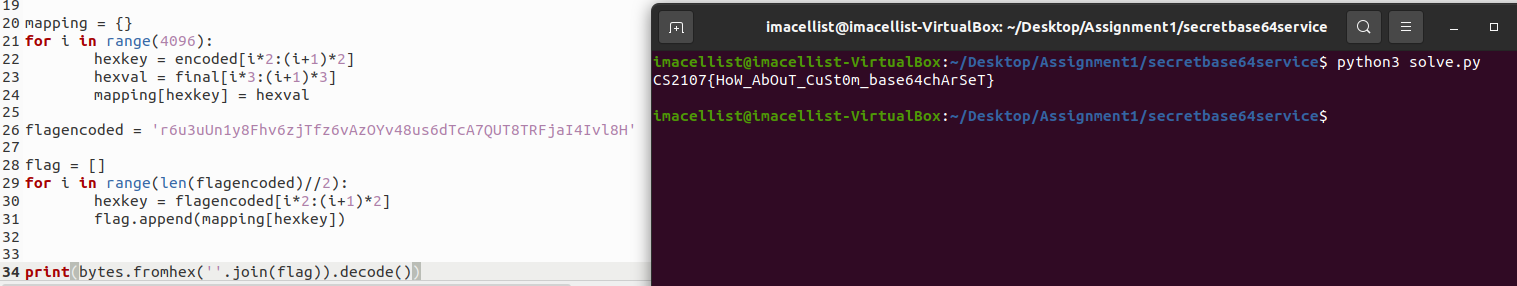 19
20 mapping = {}
21 for i in range(4096):
22 hexkey = encoded[i*2:(i+1)*2]
23 hexval = final[i*3:(i+1)*3]
24 mapping[hexkey] = hexval
25
26 flagencoded = 'r6u3uUn1y8Fhv6zjTfz6vAzOYv48us6dTcA7QUT8TRFjaI4Ivl8H'
27
28 flag = []
29 for i in range(len(flagencoded)//2):
30 hexkey = flagencoded[i*2:(i+1)*2]
31 flag.append(mapping[hexkey])
32
33
34 print(bytes.fromhex(''.join(flag)).decode())
imacellist@imacellist-VirtualBox: ~/Desktop/Assignment1/secretbase64service
imacellist@imacellist-VirtualBox:~/Desktop/Assignment1/secretbase64service$ python3 solve.py
CS2107{HoW_AbOuT_CuSt0m_base64chArSeT}
imacellist@imacellist-VirtualBox:~/Desktop/Assignment1/secretbase64service$